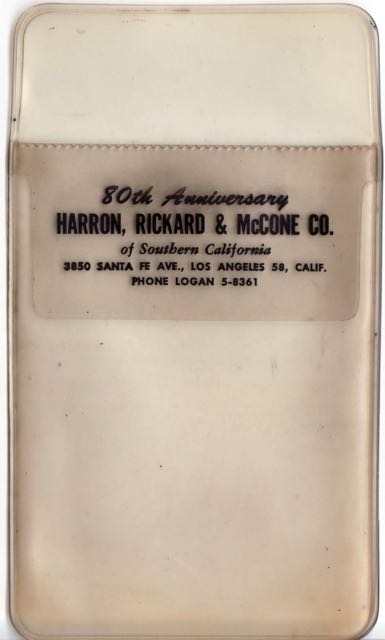 80th Anniversary
HARRON, RICKARD & McCONE CO.
of Southern California
3850 SANTA FE AVE., LOS ANGELES 58, CALIF.
PHONE LOGAN 5-8361